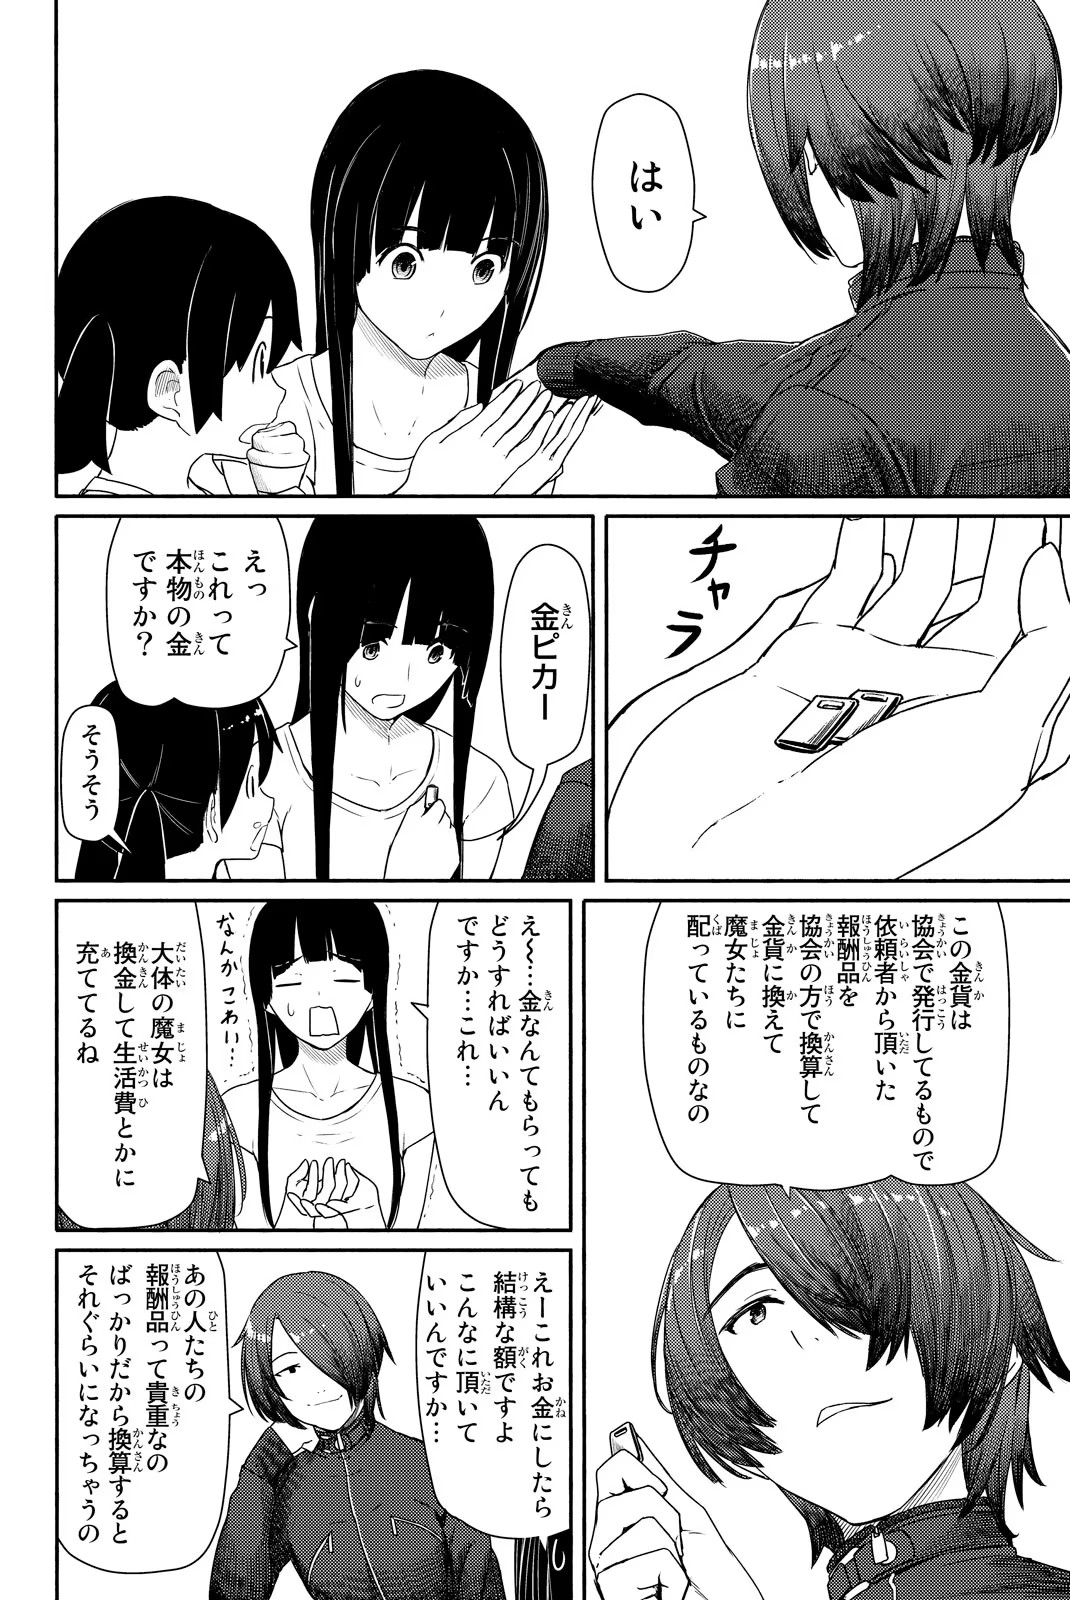 はい
チャラ
金ピカー
えっ
これって
本物の金
ですか?
そうそう
この金貨は
協会で発行してるもので
依頼者から頂いた
報酬品を
協会の方で換算して
金貨に換えて
魔女たちに
配っているものなの
え〜…金なんてもらっても
どうすればいいん
ですか…これ…
なんかこわい…
大体の魔女は
換金して生活費とかに
充ててるね
えーこれお金にしたら
結構な額ですよ
こんなに頂いて
いいんですか…
あの人たちの
報酬品って貴重なの
ばっかりだから換算すると
それぐらいになっちゃうの